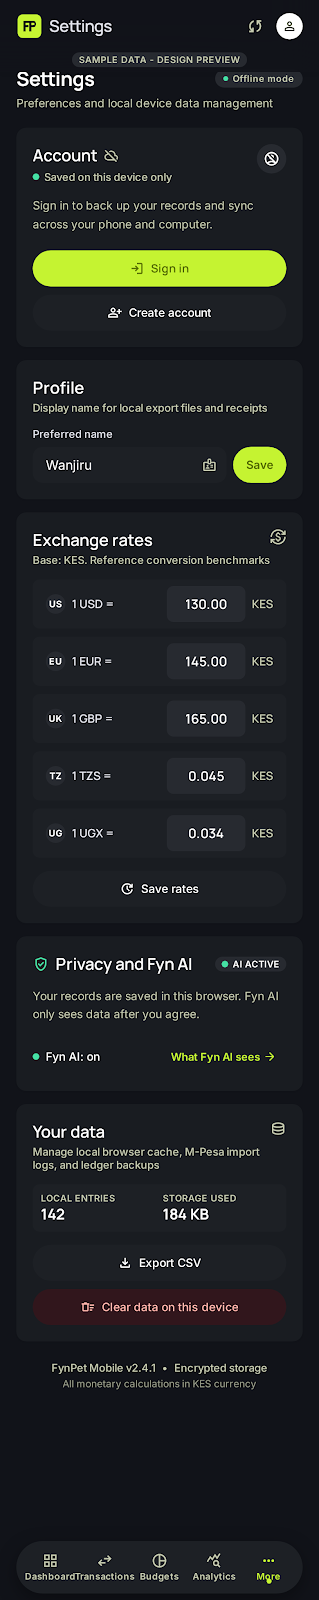 FP Settings
SAMPLE DATA - DESIGN PREVIEW
Settings
Offline mode
Preferences and local device data management
Account
Saved on this device only
Sign in to back up your records and sync
across your phone and computer.
Sign in
Create account
Profile
Display name for local export files and receipts
Preferred name
Wanjiru
Save
Exchange rates
Base: KES. Reference conversion benchmarks
US 1 USD = 130.00 KES
EU 1 EUR = 145.00 KES
UK 1 GBP = 165.00 KES
TZ 1 TZS = 0.045 KES
UG 1 UGX = 0.034 KES
Save rates
Privacy and Fyn AI
AI ACTIVE
Your records are saved in this browser. Fyn AI
only sees data after you agree.
Fyn AI: on
What Fyn AI sees →
Your data
Manage local browser cache, M-Pesa import
logs, and ledger backups
LOCAL ENTRIES STORAGE USED
142 184 KB
Export CSV
Clear data on this device
FynPet Mobile v2.4.1 • Encrypted storage
All monetary calculations in KES currency
Dashboard Transactions Budgets Analytics More